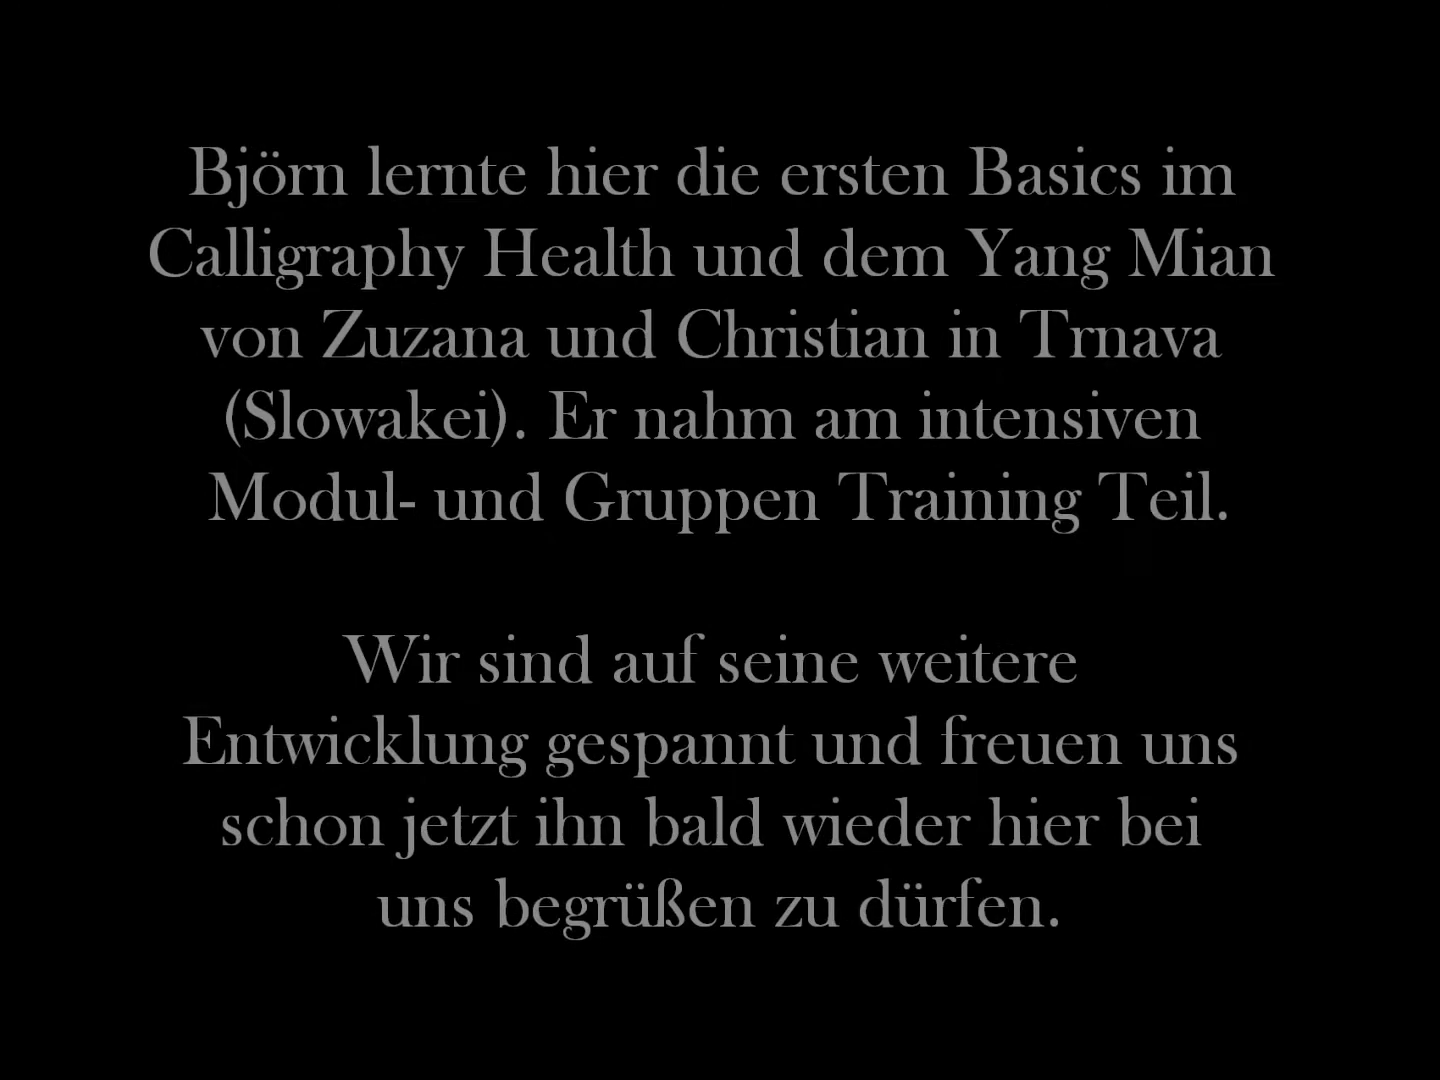 Björn lernte hier die ersten Basics im
Calligraphy Health und dem Yang Mian
von Zuzana und Christian in Trnava
(Slowakei). Er nahm am intensiven
Modul- und Gruppen Training Teil.
Wir sind auf seine weitere
Entwicklung gespannt und freuen uns
schon jetzt ihn bald wieder hier bei
uns begrüßen zu dürfen.